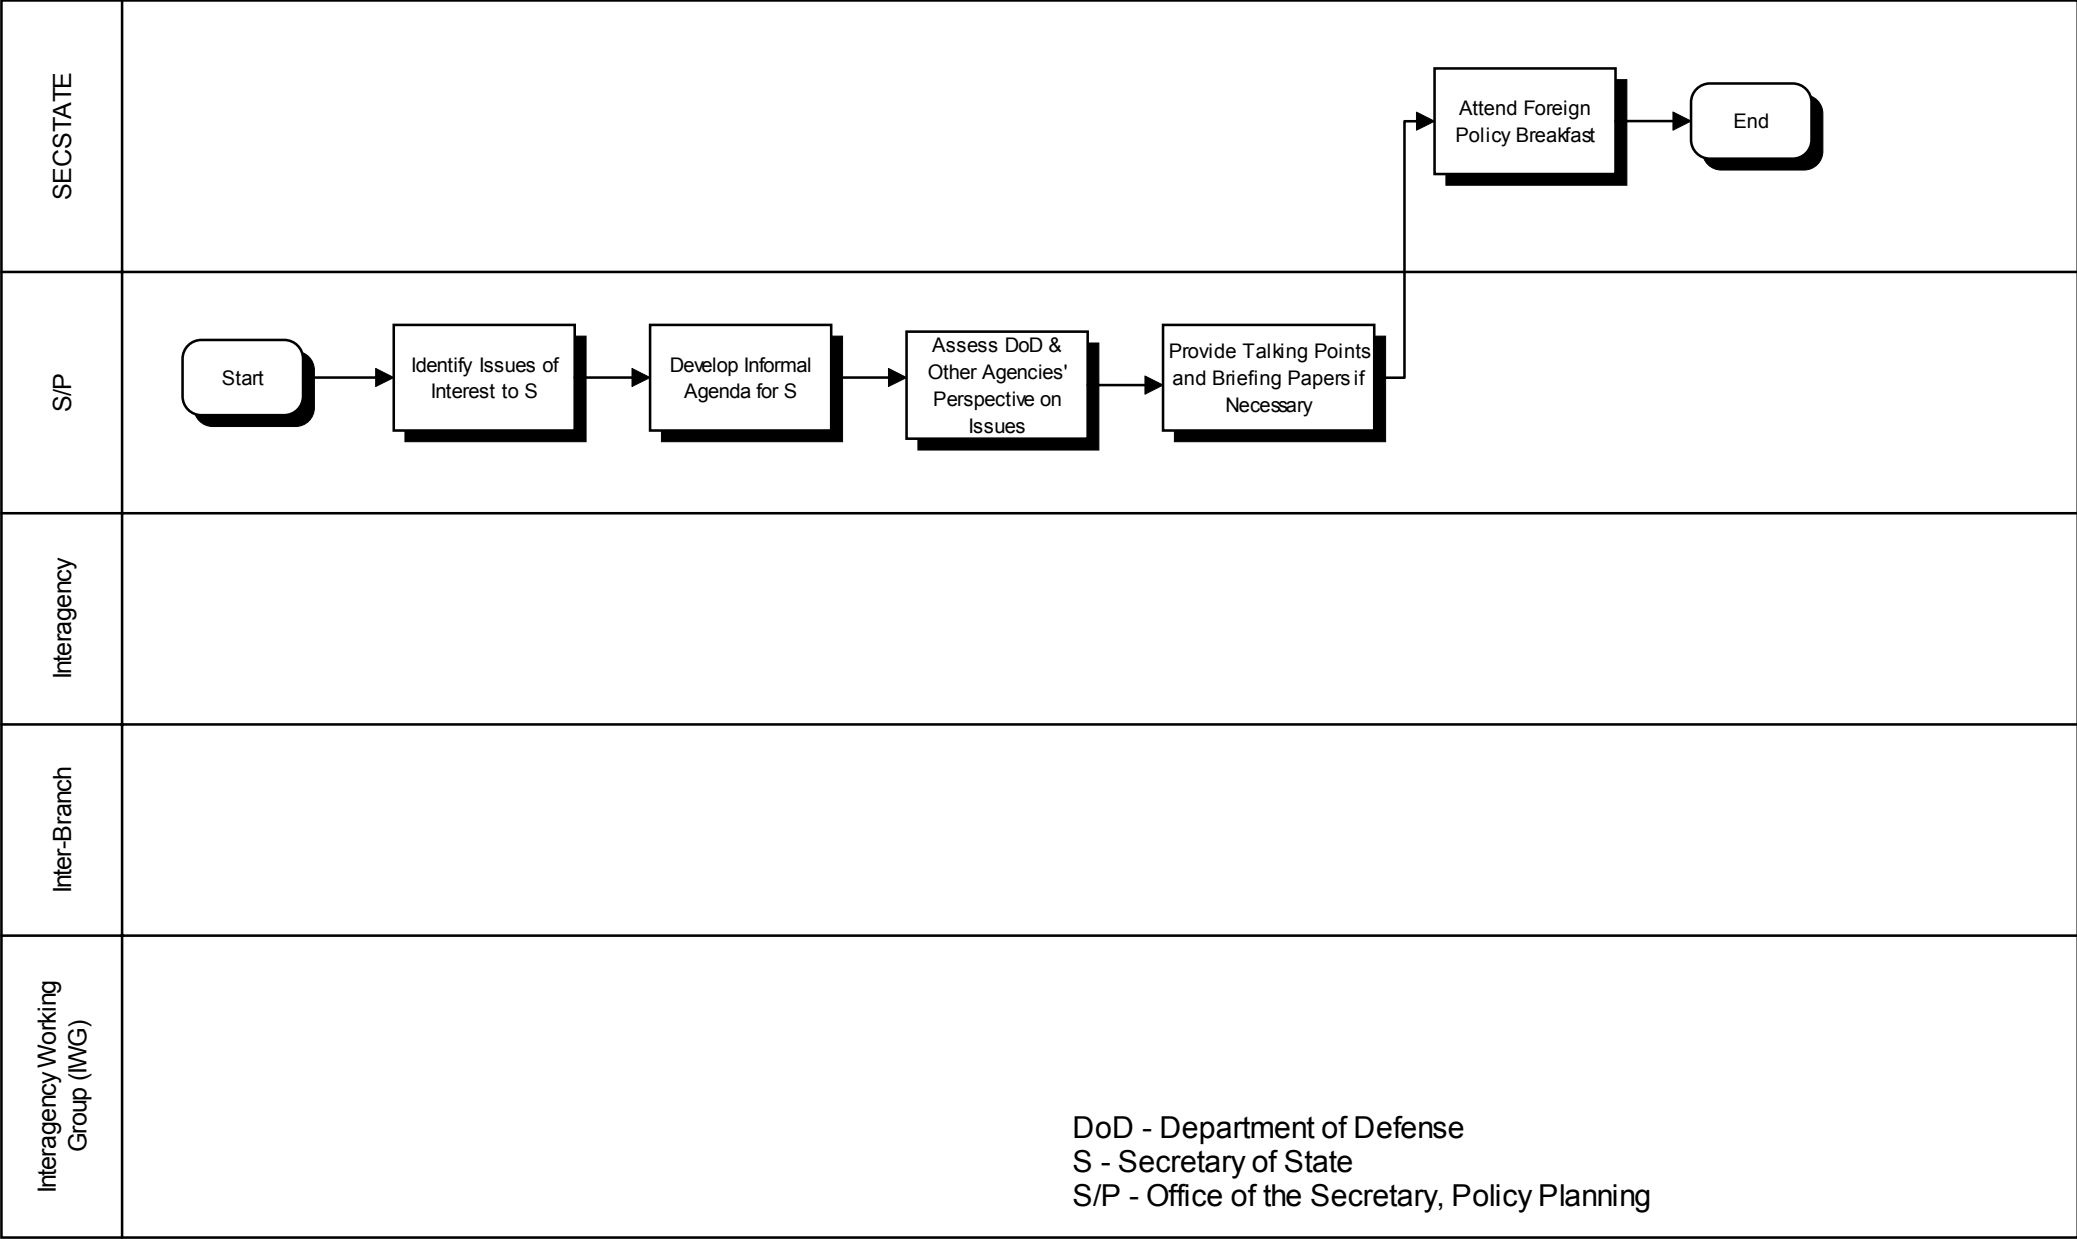 SECSTATE
Attend Foreign
Policy Breakfast
End
S/P
Start
Identify Issues of
Interest to S
Develop Informal
Agenda for S
Assess DoD &
Other Agencies'
Perspective on
Issues
Provide Talking Points
and Briefing Papers if
Necessary
Interagency
Inter-Branch
Interagency Working
Group (IWG)
DoD - Department of Defense
S - Secretary of State
S/P - Office of the Secretary, Policy Planning